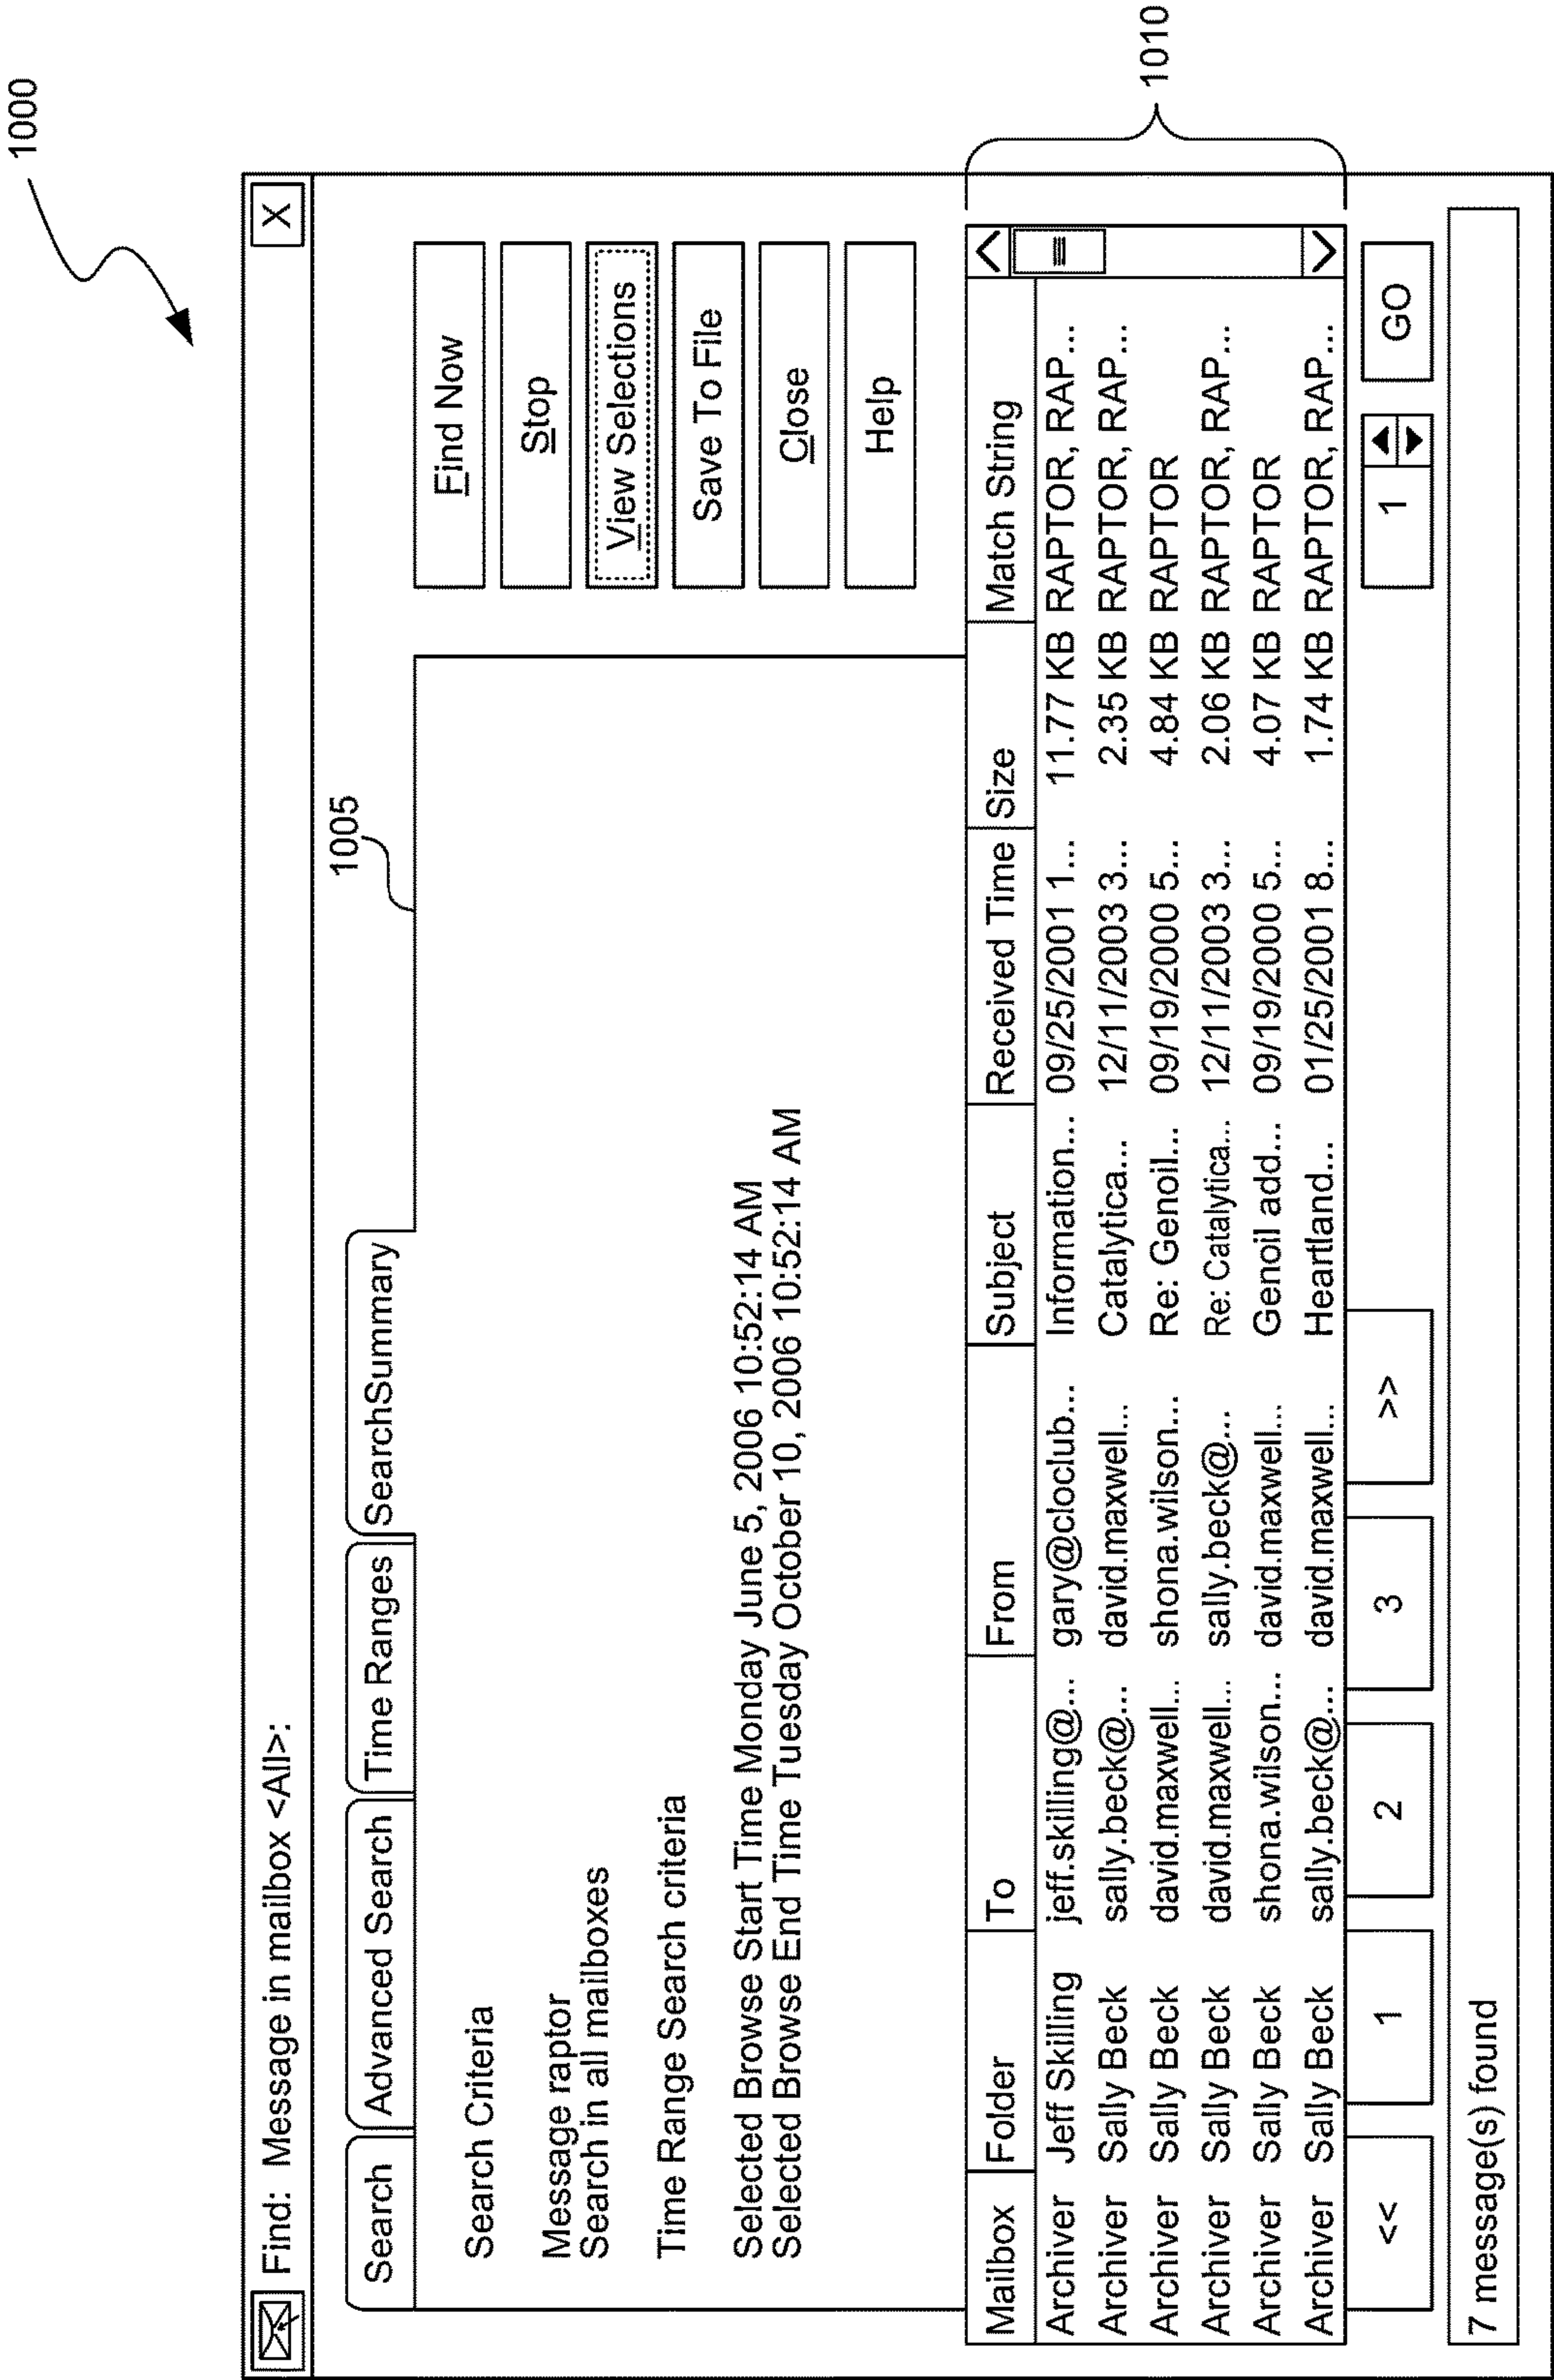 1000
Find: Message in mailbox <All>:
X
Search Advanced Search Time Ranges SearchSummary
1005
Search Criteria
Message raptor
Search in all mailboxes
Time Range Search criteria
Selected Browse Start Time Monday June 5, 2006 10:52:14 AM
Selected Browse End Time Tuesday October 10, 2006 10:52:14 AM
Find Now
Stop
View Selections
Save To File
Close
Help
Mailbox Folder To From Subject Received Time Size Match String
Archiver Jeff Skilling jeff.skilling@... gary@cloclub... Information... 09/25/2001 1... 11.77 KB RAPTOR, RAP...
Archiver Sally Beck sally.beck@... david.maxwell... Catalytica... 12/11/2003 3... 2.35 KB RAPTOR, RAP...
Archiver Sally Beck david.maxwell... shona.wilson... Re: Genoil... 09/19/2000 5... 4.84 KB RAPTOR
Archiver Sally Beck david.maxwell... sally.beck@... Re: Catalytica... 12/11/2003 3... 2.06 KB RAPTOR, RAP...
Archiver Sally Beck shona.wilson... david.maxwell... Genoil add... 09/19/2000 5... 4.07 KB RAPTOR
Archiver Sally Beck sally.beck@... david.maxwell... Heartland... 01/25/2001 8... 1.74 KB RAPTOR, RAP...
1010
<< 1 2 3 >> 1 GO
7 message(s) found